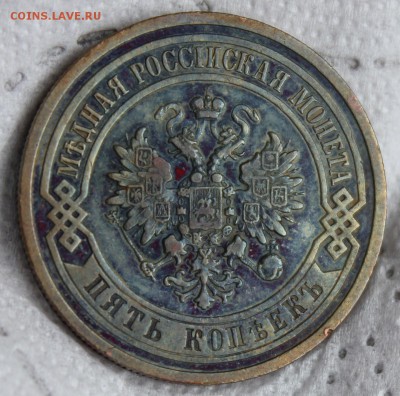 COINS.LAVE.RU
МѢДНАЯ РОССІЙСКАЯ МОНЕТА
ПЯТЬ КОПѢЕКЪ